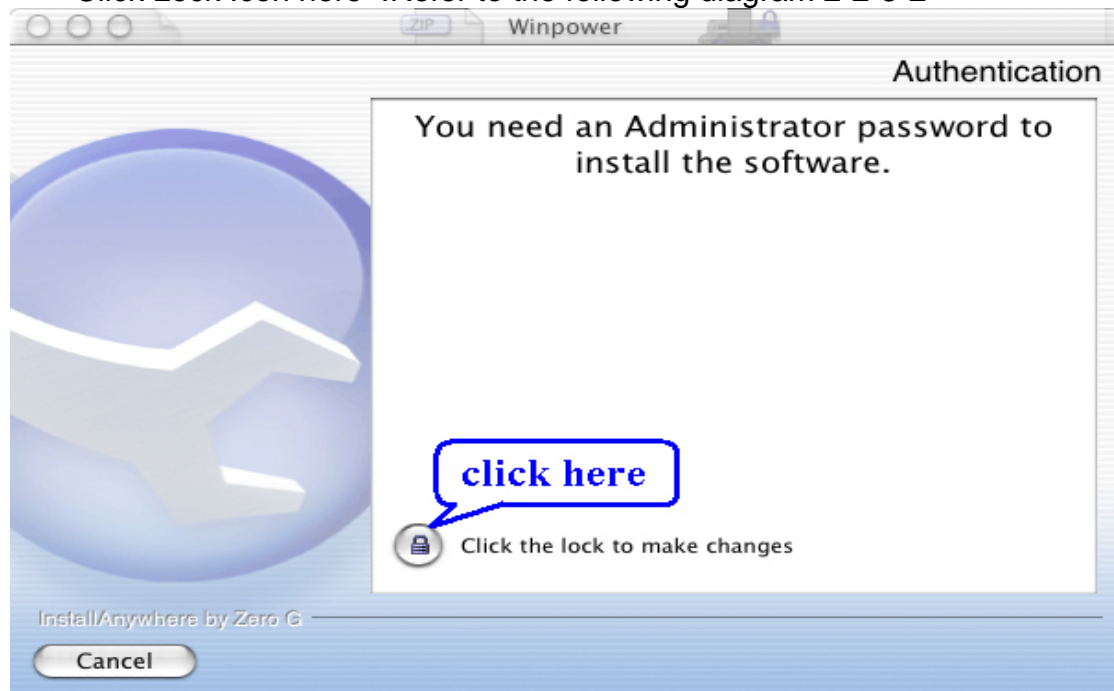 ZIP
Winpower
Authentication
You need an Administrator password to
install the software.
click here
Click the lock to make changes
InstallAnywhere by Zero G
Cancel